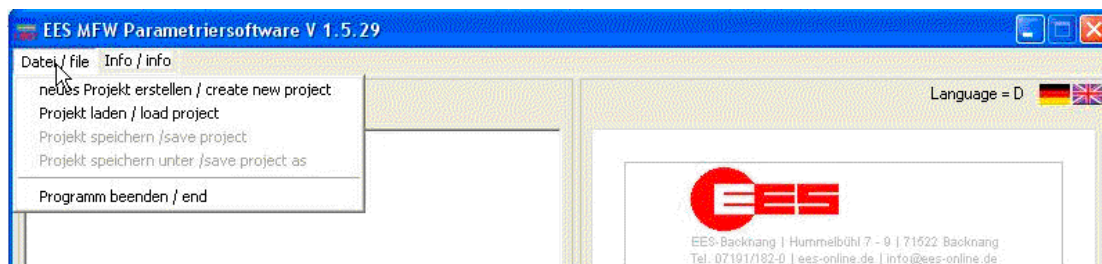 EES MFW Parametriersoftware V 1.5.29
Datei / file Info / info
neues Projekt erstellen / create new project
Language = D
Projekt laden / load project
Projekt speichern /save project
Projekt speichern unter /save project as
Programm beenden / end
EES
EES-Backnang | Hummelbühl 7 - 9 | 71522 Backnang
Tel. 07191/182-0 | ees-online.de | info@ees-online.de